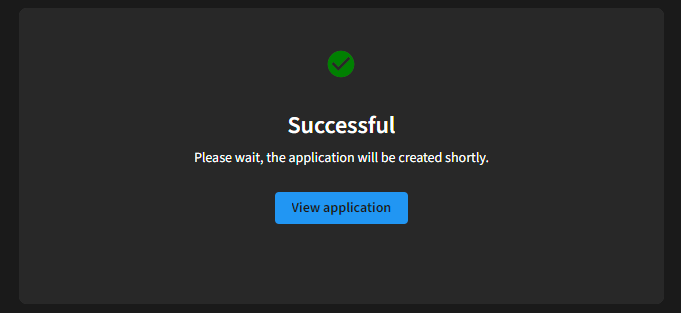 Successful
Please wait, the application will be created shortly.
View application